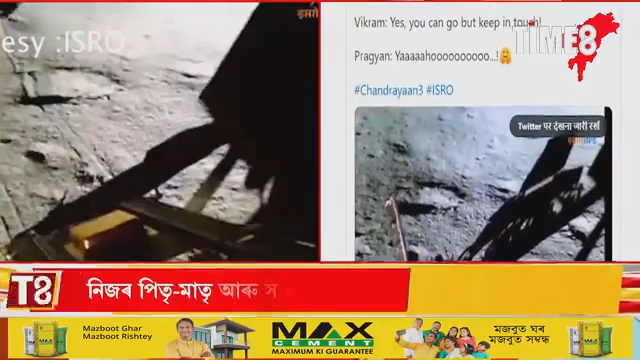 esy :ISRO
इसरो
Vikram: Yes, you can go but keep in touch!
Pragyan: Yaaaaahoooooooooo...!🤗
#Chandrayaan3 #ISRO
TIME8
Twitter पर देखना जारी रखें
T8
নিজৰ পিতৃ-মাতৃ আৰু স
Mazboot Ghar
Mazboot Rishtey
MAX
CEMENT
MAXIMUM KI GUARANTEE
মজবুত ঘৰ
মজবুত সম্বন্ধ